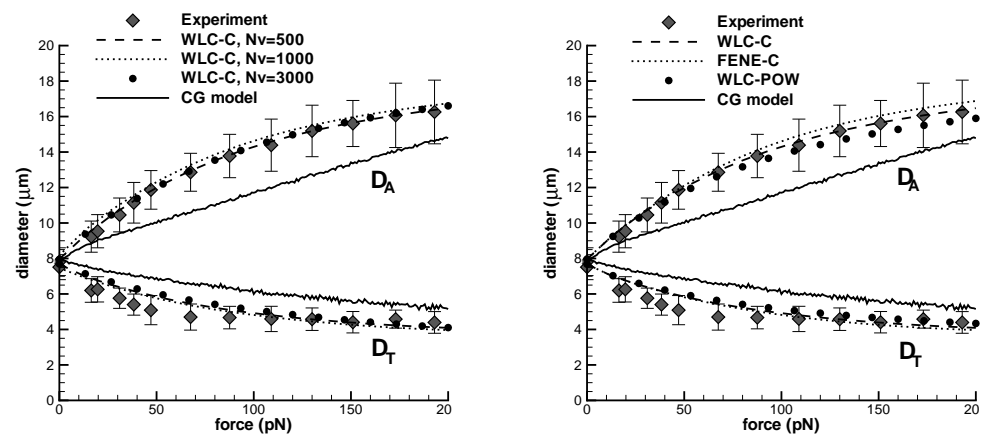 Experiment
WLC-C, Nv=500
WLC-C, Nv=1000
WLC-C, Nv=3000
CG model
20
18
16
14
12
10
8
6
4
2
0
diameter (μm)
D_A
D_T
0
50
100
150
20
force (pN)
Experiment
WLC-C
FENE-C
WLC-POW
CG model
20
18
16
14
12
10
8
6
4
2
0
diameter (μm)
D_A
D_T
0
50
100
150
20
force (pN)